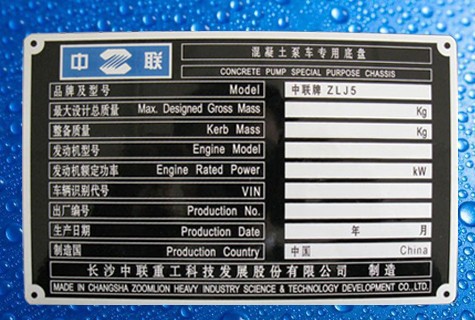 中联
混凝土泵车专用底盘
CONCRETE PUMP SPECIAL PURPOSE CHASSIS
品牌及型号 Model 中联牌 ZLJ5
最大设计总质量 Max. Designed Gross Mass Kg
整备质量 Kerb Mass Kg
发动机型号 Engine Model
发动机额定功率 Engine Rated Power kW
车辆识别代号 VIN
出厂编号 Production No.
生产日期 Production Date 年 月
制造国 Production Country 中国 China
长沙中联重工科技发展股份有限公司 制造
MADE IN CHANGSHA ZOOMLION HEAVY INDUSTRY SCIENCE & TECHNOLOGY DEVELOPMENT CO.,LTD.